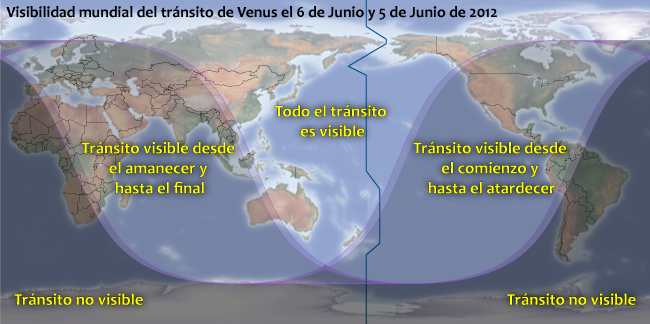 Visibilidad mundial del tránsito de Venus el 6 de Junio y 5 de Junio de 2012
Todo el tránsito
es visible
Tránsito visible desde
el amanecer y
hasta el final
Tránsito visible desde
el comienzo y
hasta el atardecer
Tránsito no visible
Tránsito no visible